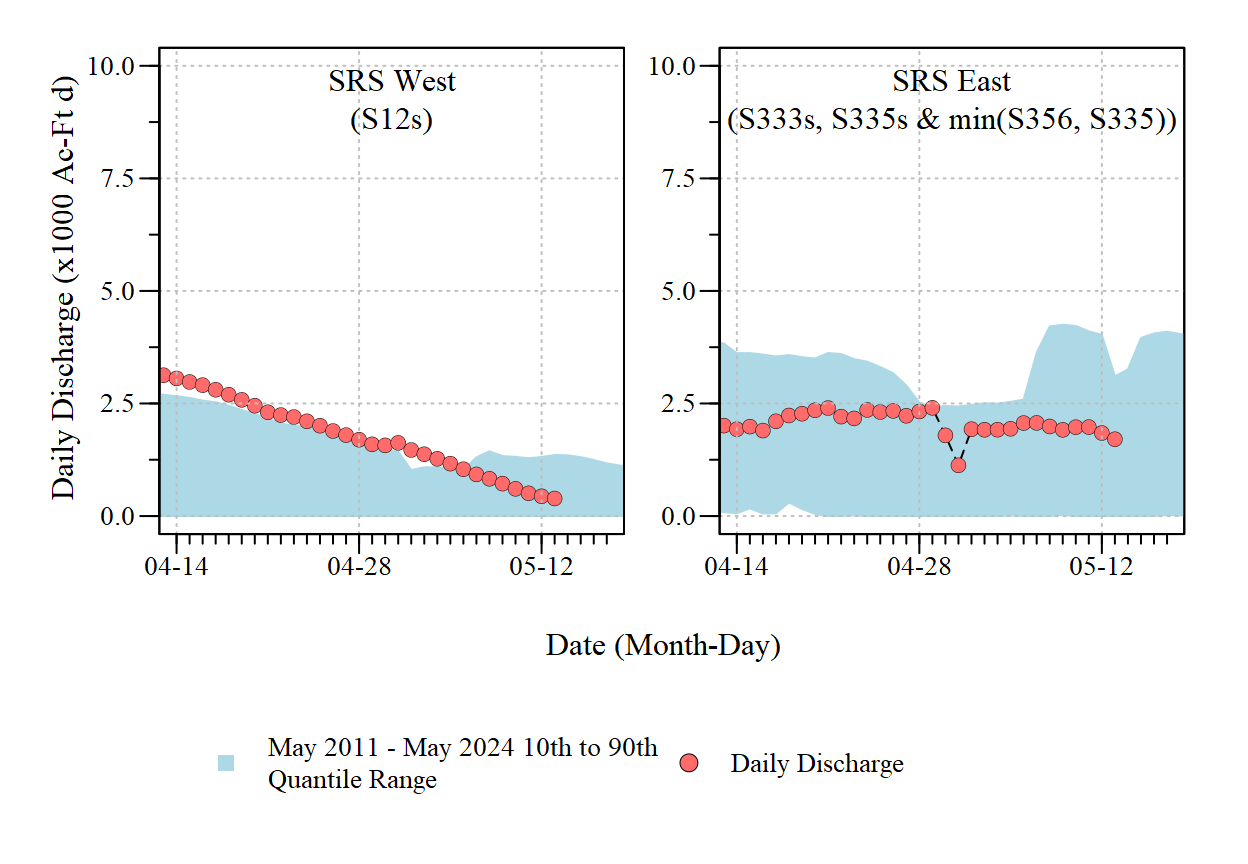 SRS West
(S12s)
SRS East
(S333s, S335s & min(S356, S335))
Daily Discharge (x1000 Ac-Ft d)
10.0
7.5
5.0
2.5
0.0
04-14
04-28
05-12
10.0
7.5
5.0
2.5
0.0
04-14
04-28
05-12
Date (Month-Day)
May 2011 - May 2024 10th to 90th
Quantile Range
Daily Discharge